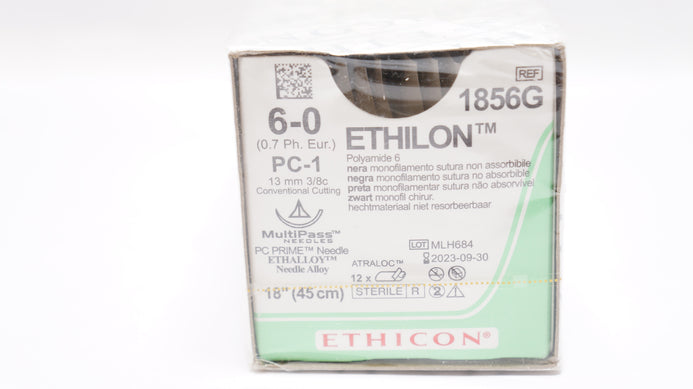 REF
1856G
6-0
(0.7 Ph. Eur.)
PC-1
13 mm 3/8c
Conventional Cutting
MultiPass™
NEEDLES
PC PRIME™ Needle
ETHALLOY™
Needle Alloy
18" (45 cm)
ETHILON™
Polyamide 6
nera monofilamento sutura non assorbibile
negra monofilamento sutura no absorbible
preta monofilamentar sutura não absorvível
zwart monofil chirur.
hechtmateriaal niet resorbeerbaar
LOT MLH684
2023-09-30
ATRALOC™
12 x
STERILE R
2
ETHICON®